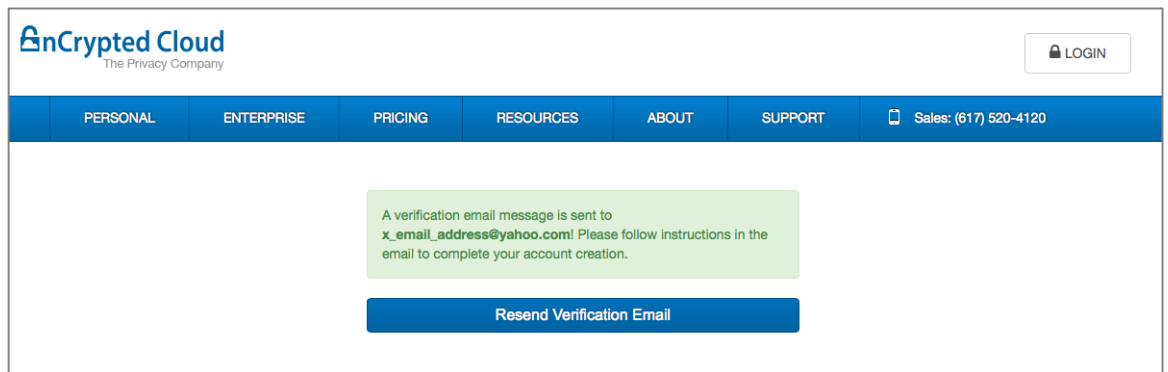 nCrypted Cloud
The Privacy Company
LOGIN
PERSONAL ENTERPRISE PRICING RESOURCES ABOUT SUPPORT Sales: (617) 520-4120
A verification email message is sent to
x_email_address@yahoo.com! Please follow instructions in the
email to complete your account creation.
Resend Verification Email